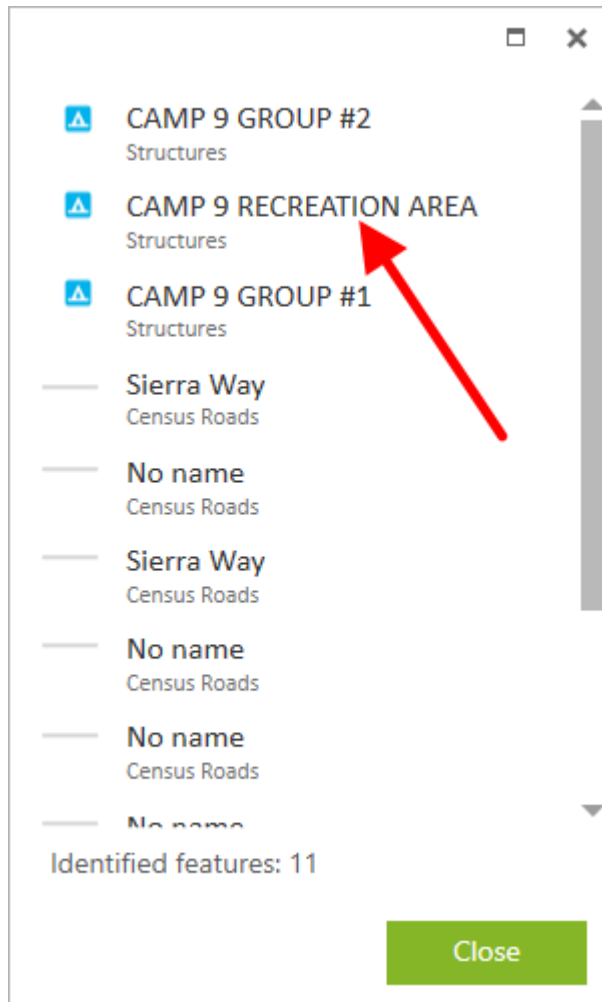 CAMP 9 GROUP #2
Structures
CAMP 9 RECREATION AREA
Structures
CAMP 9 GROUP #1
Structures
Sierra Way
Census Roads
No name
Census Roads
Sierra Way
Census Roads
No name
Census Roads
No name
Census Roads
No name
Identified features: 11
Close